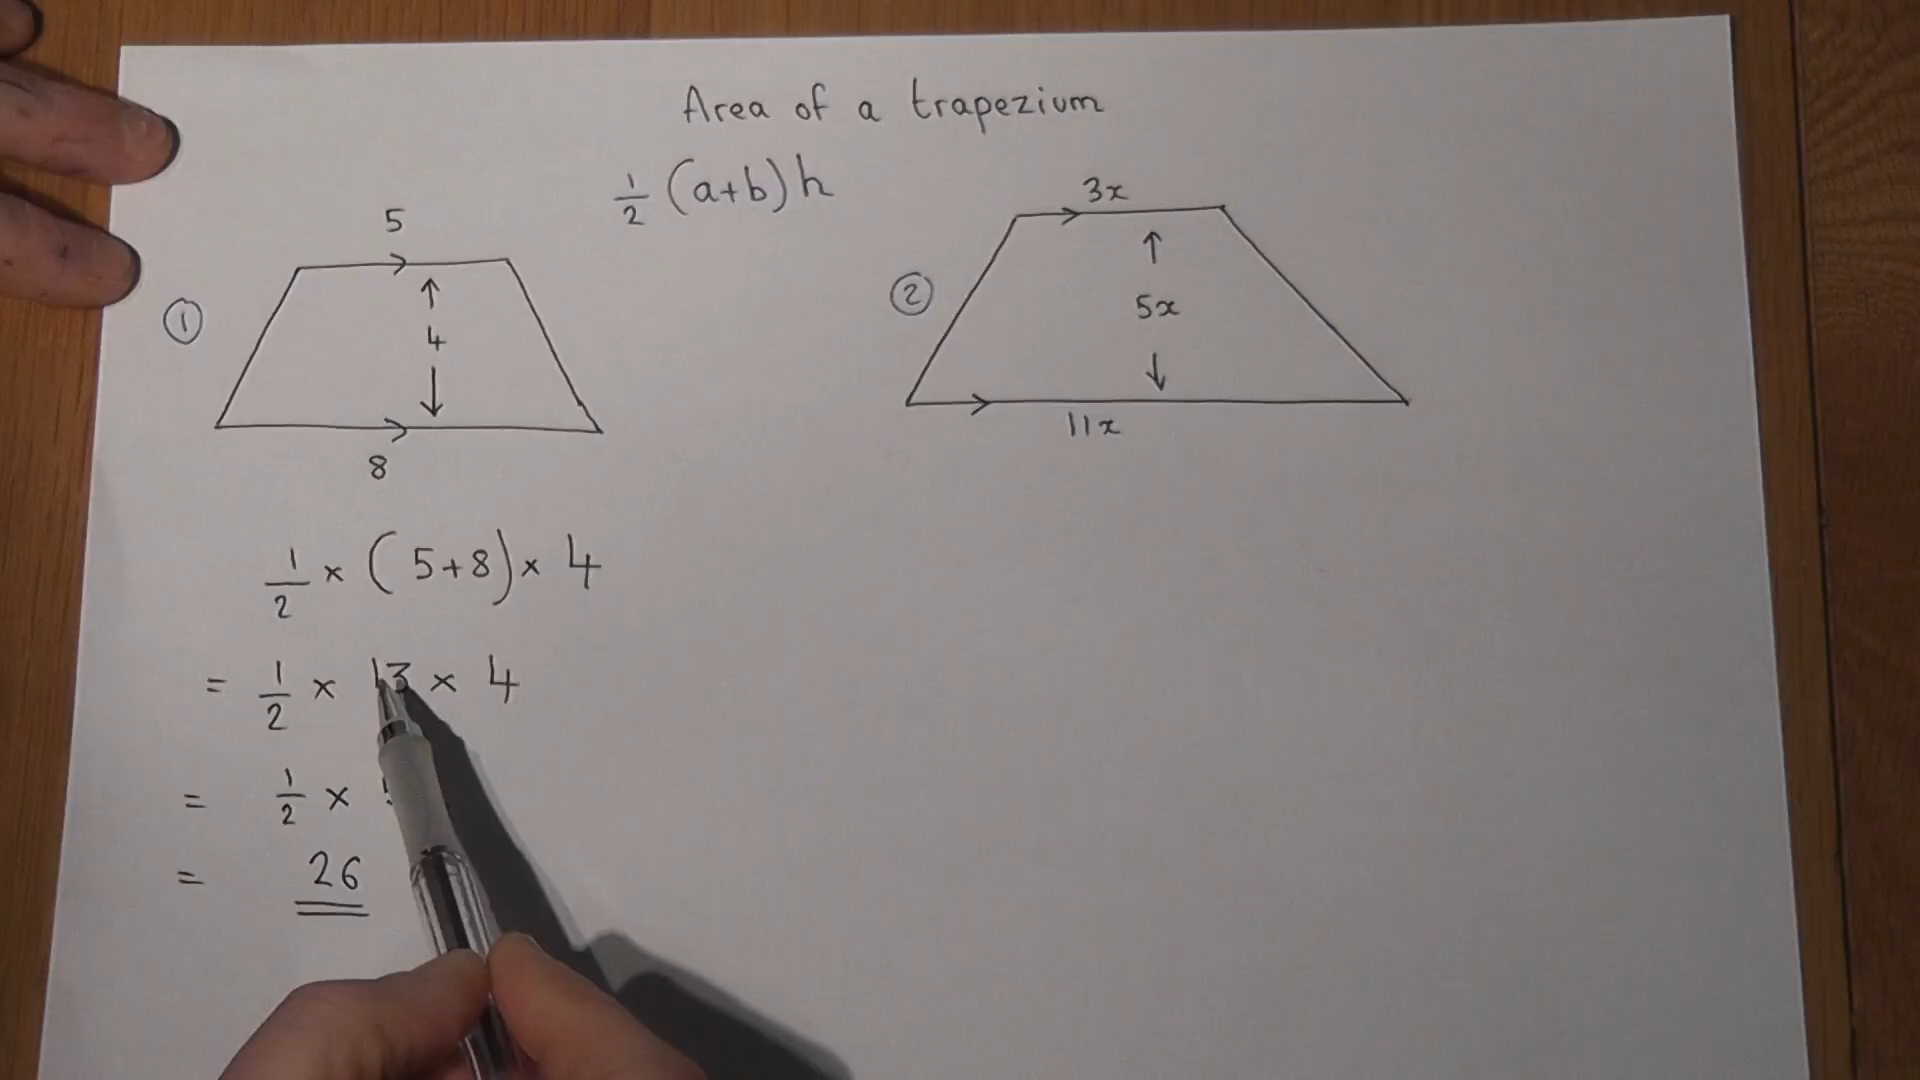 Area of a trapezium
1/2 (a+b)h
①
5
4
8
1/2 × (5+8) × 4
= 1/2 × 13 × 4
= 1/2 ×
= 26
②
3x
5x
11x